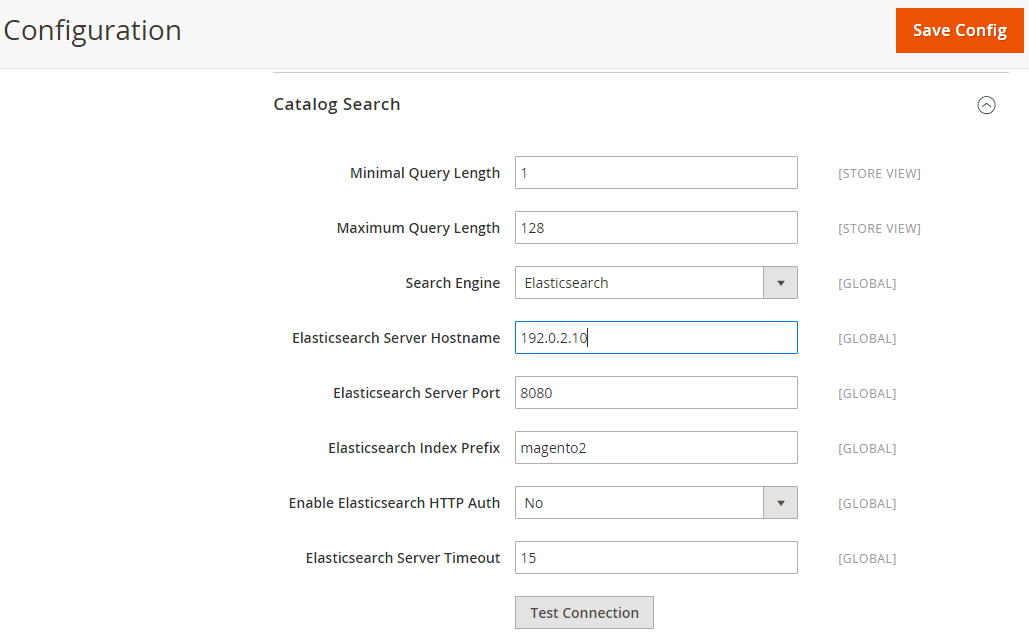 Configuration
Save Config
Catalog Search
Minimal Query Length 1 [STORE VIEW]
Maximum Query Length 128 [STORE VIEW]
Search Engine Elasticsearch [GLOBAL]
Elasticsearch Server Hostname 192.0.2.10 [GLOBAL]
Elasticsearch Server Port 8080 [GLOBAL]
Elasticsearch Index Prefix magento2 [GLOBAL]
Enable Elasticsearch HTTP Auth No [GLOBAL]
Elasticsearch Server Timeout 15 [GLOBAL]
Test Connection